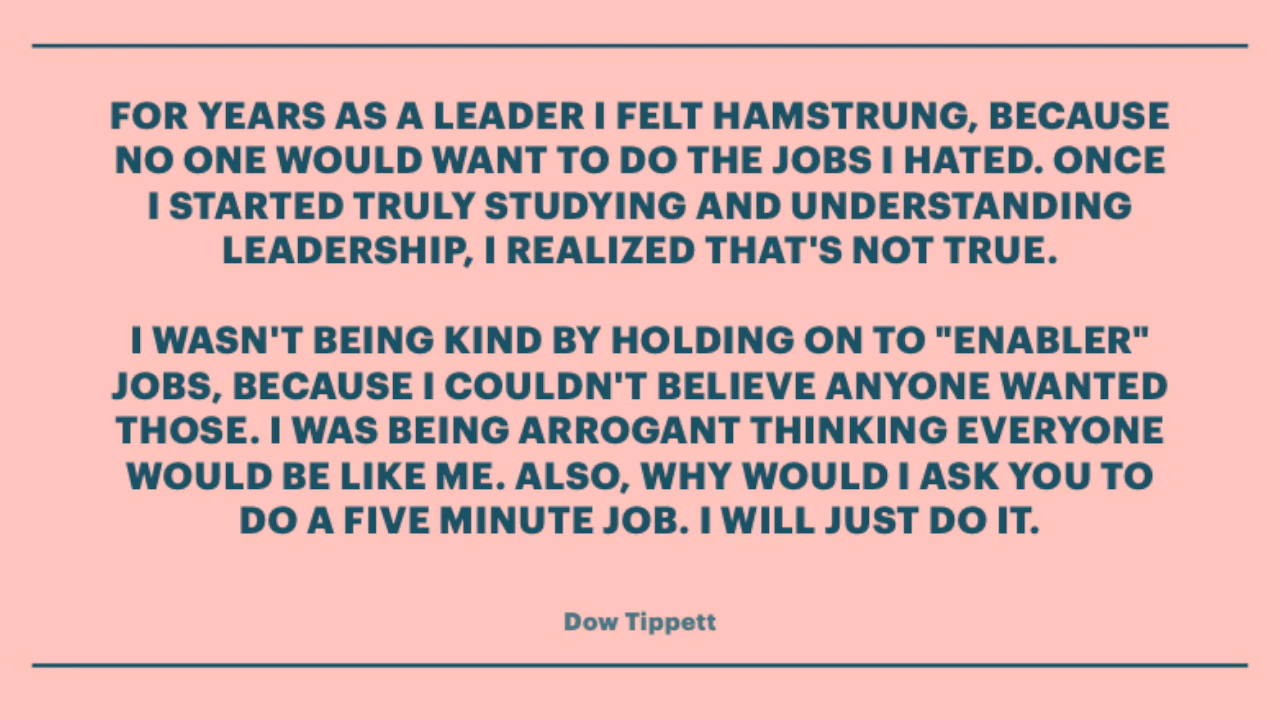 FOR YEARS AS A LEADER I FELT HAMSTRUNG, BECAUSE
NO ONE WOULD WANT TO DO THE JOBS I HATED. ONCE
I STARTED TRULY STUDYING AND UNDERSTANDING
LEADERSHIP, I REALIZED THAT'S NOT TRUE.
I WASN'T BEING KIND BY HOLDING ON TO "ENABLER"
JOBS, BECAUSE I COULDN'T BELIEVE ANYONE WANTED
THOSE. I WAS BEING ARROGANT THINKING EVERYONE
WOULD BE LIKE ME. ALSO, WHY WOULD I ASK YOU TO
DO A FIVE MINUTE JOB. I WILL JUST DO IT.
Dow Tippett